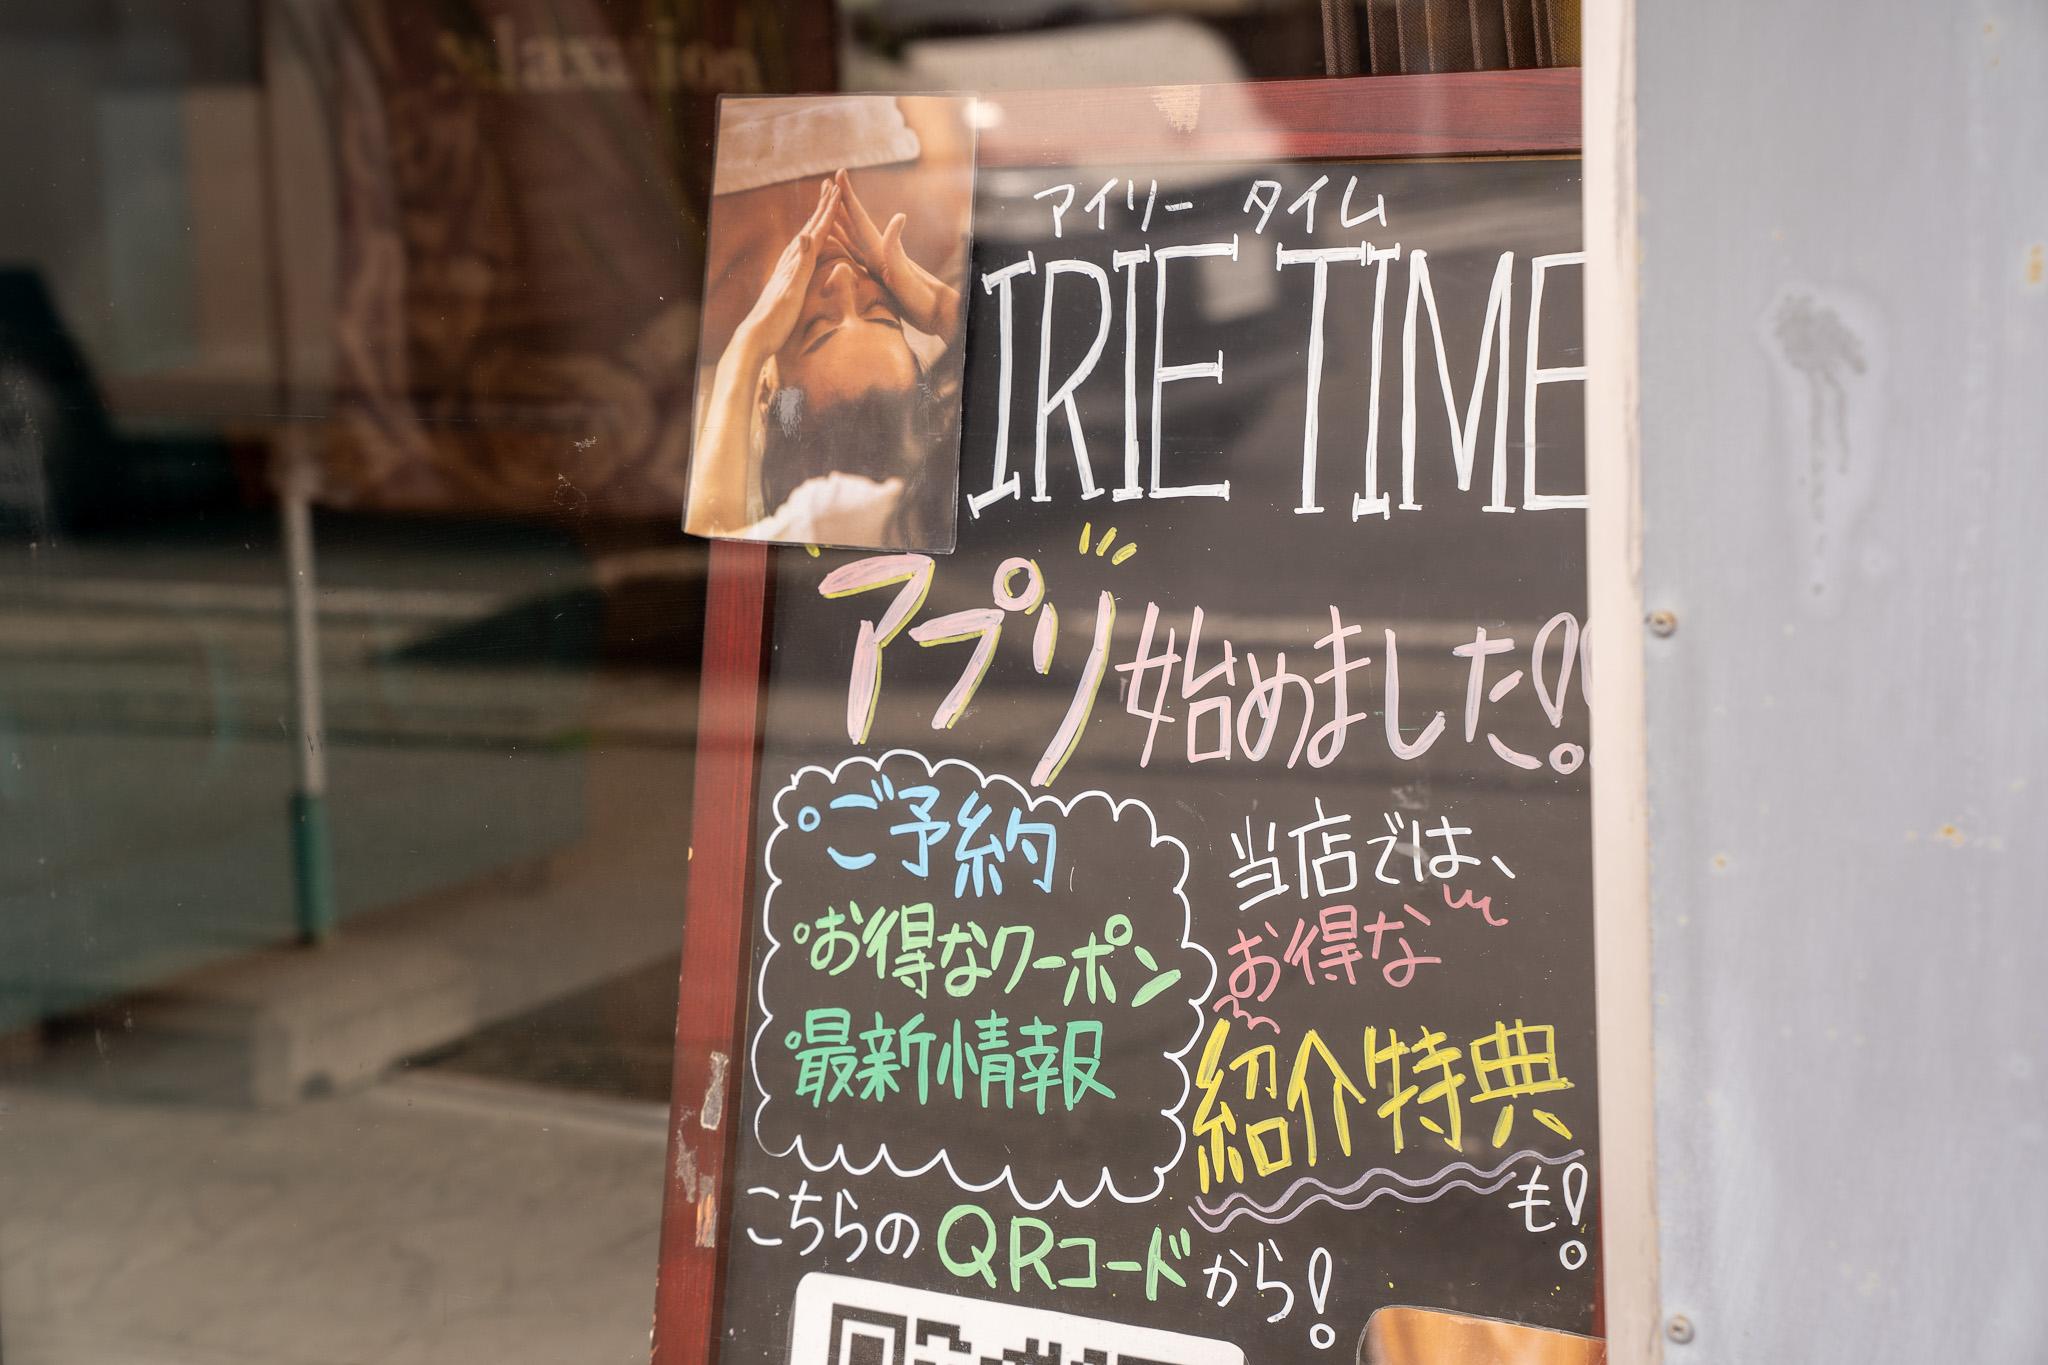 アイリー タイム
IRIE TIME
アプリ始めました!!
ご予約
お得なクーポン
最新情報
当店では、
お得な
紹介特典
も!
こちらのQRコードから!